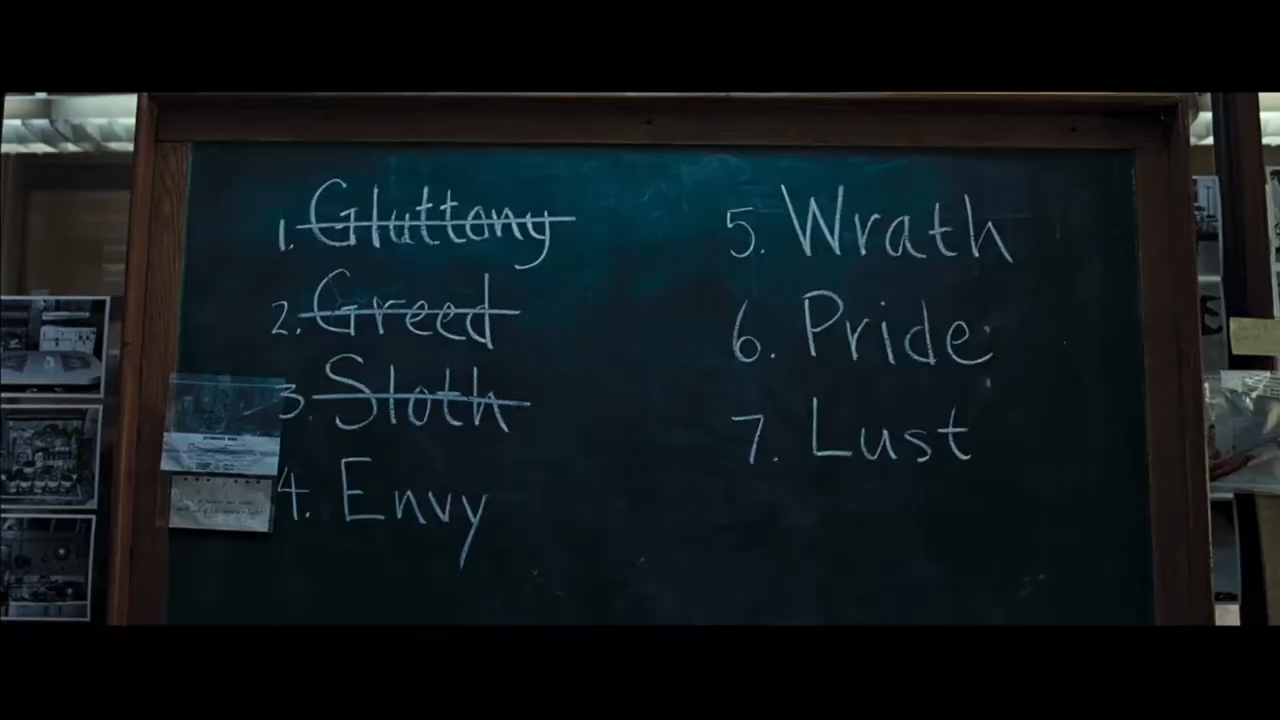 1. Gluttony
2. Greed
3. Sloth
4. Envy
5. Wrath
6. Pride
7. Lust